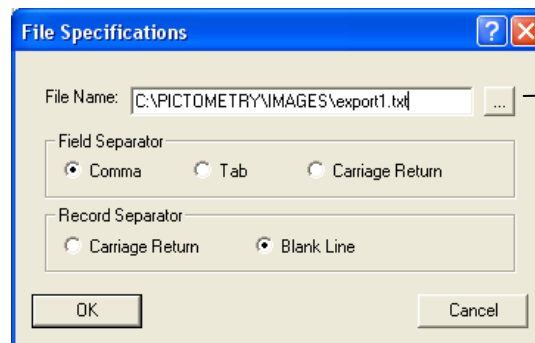 File Specifications
File Name: C:\PICTOMETRY\IMAGES\export1.txt ...
Field Separator
Comma Tab Carriage Return
Record Separator
Carriage Return Blank Line
OK Cancel